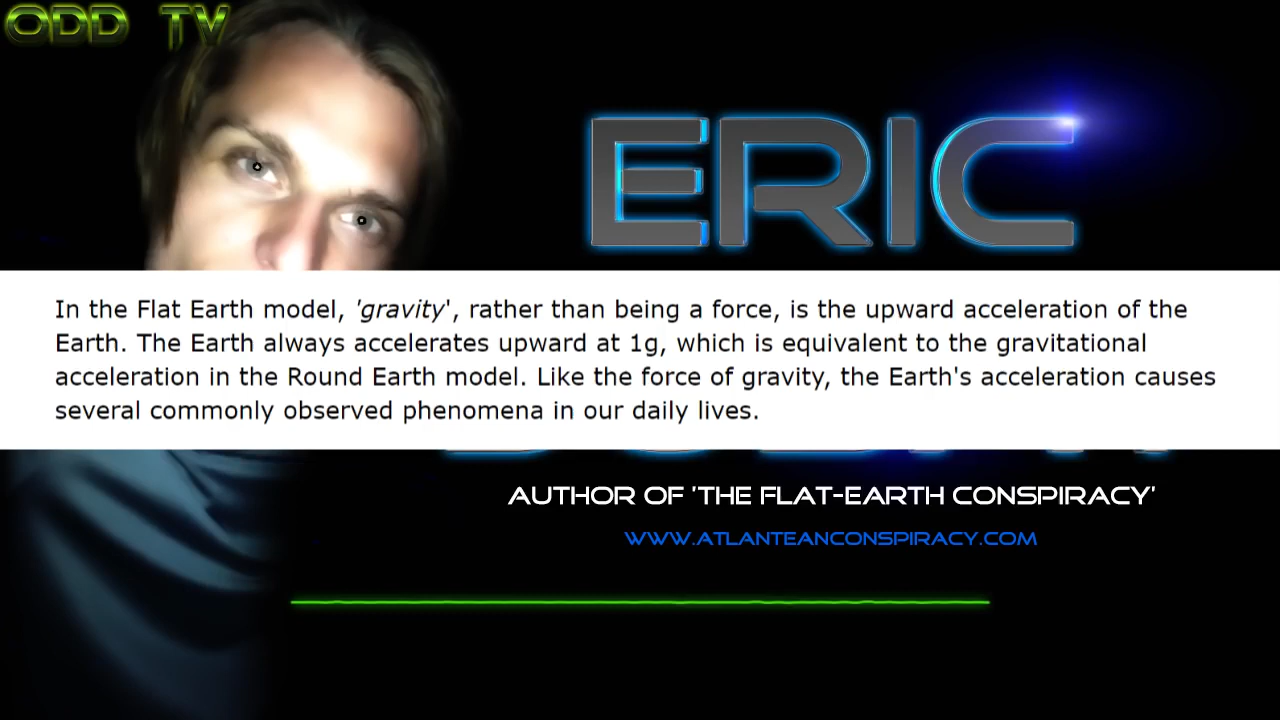 ODD TV
ERIC
In the Flat Earth model, 'gravity', rather than being a force, is the upward acceleration of the
Earth. The Earth always accelerates upward at 1g, which is equivalent to the gravitational
acceleration in the Round Earth model. Like the force of gravity, the Earth's acceleration causes
several commonly observed phenomena in our daily lives.
AUTHOR OF 'THE FLAT-EARTH CONSPIRACY'
WWW.ATLANTEANCONSPIRACY.COM